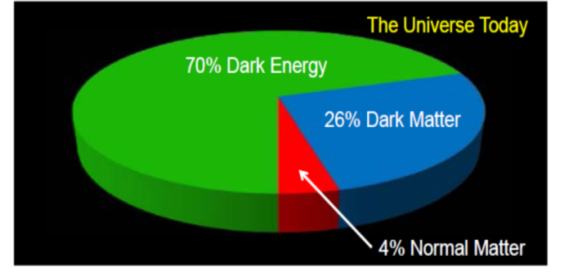 The Universe Today
70% Dark Energy
26% Dark Matter
4% Normal Matter